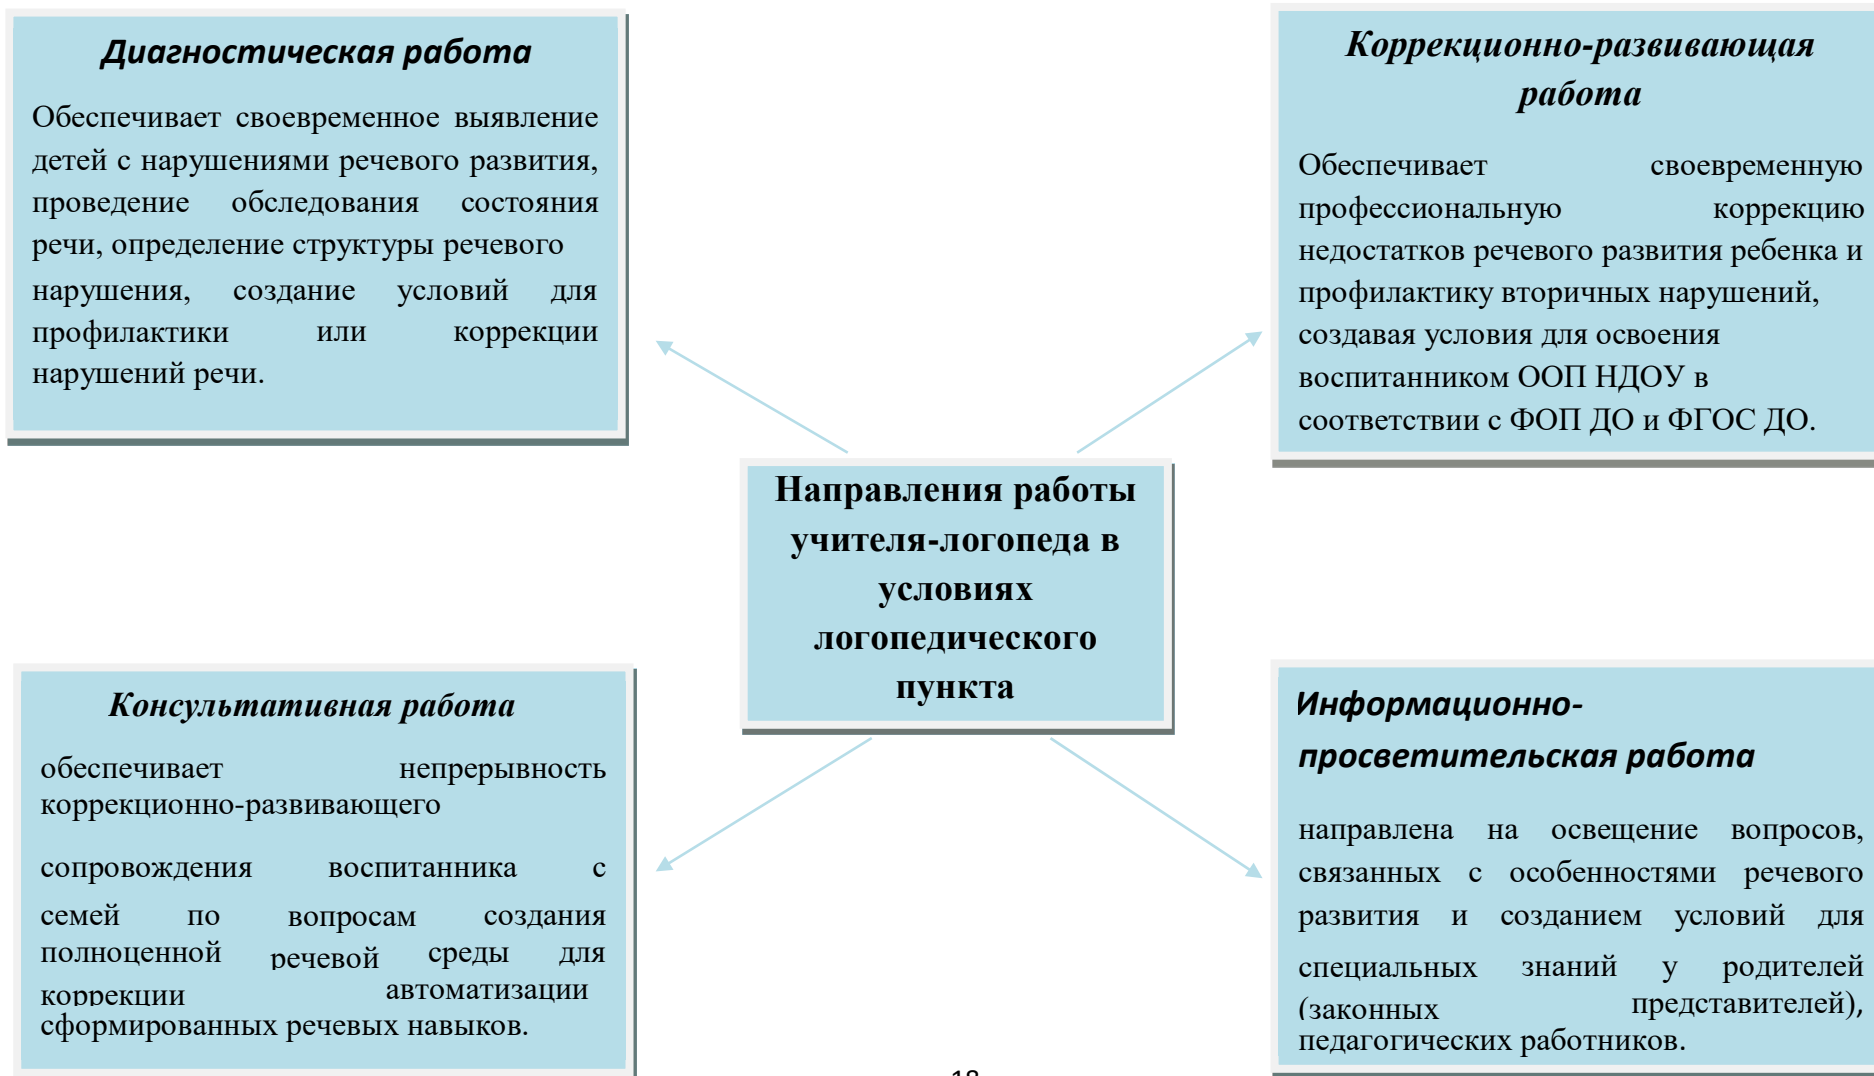 Диагностическая работа
Обеспечивает своевременное выявление
детей с нарушениями речевого развития,
проведение обследования состояния
речи, определение структуры речевого
нарушения, создание условий для
профилактики или коррекции
нарушений речи.
Коррекционно-развивающая
работа
Обеспечивает своевременную
профессиональную коррекцию
недостатков речевого развития ребенка и
профилактику вторичных нарушений,
создавая условия для освоения
воспитанником ООП НДОУ в
соответствии с ФОП ДО и ФГОС ДО.
Направления работы
учителя-логопеда в
условиях
логопедического
пункта
Консультативная работа
обеспечивает непрерывность
коррекционно-развивающего
сопровождения воспитанника с
семей по вопросам создания
полноценной речевой среды для
коррекции автоматизации
сформированных речевых навыков.
Информационно-
просветительская работа
направлена на освещение вопросов,
связанных с особенностями речевого
развития и созданием условий для
специальных знаний у родителей
(законных представителей),
педагогических работников.